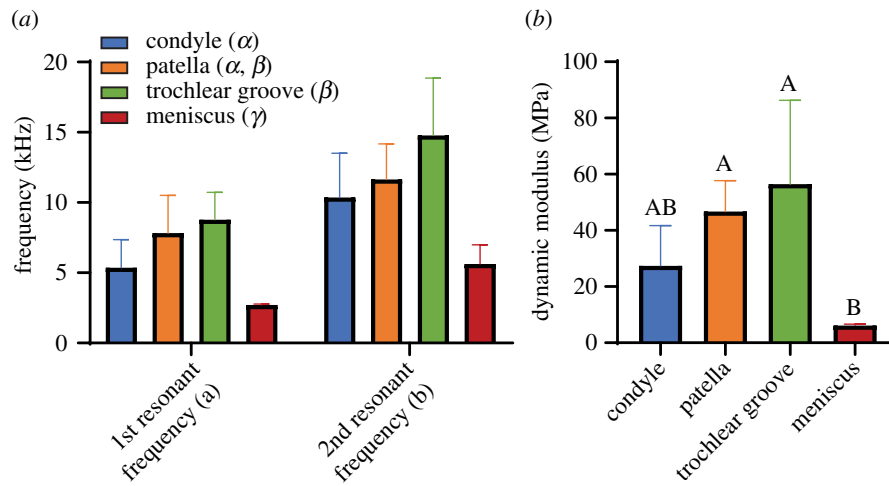 (a)
condyle (α)
patella (α, β)
trochlear groove (β)
meniscus (γ)
frequency (kHz)
20
15
10
5
0
1st resonant
frequency (a)
2nd resonant
frequency (b)
(b)
dynamic modulus (MPa)
100
80
60
40
20
0
AB
A
A
B
condyle
patella
trochlear groove
meniscus